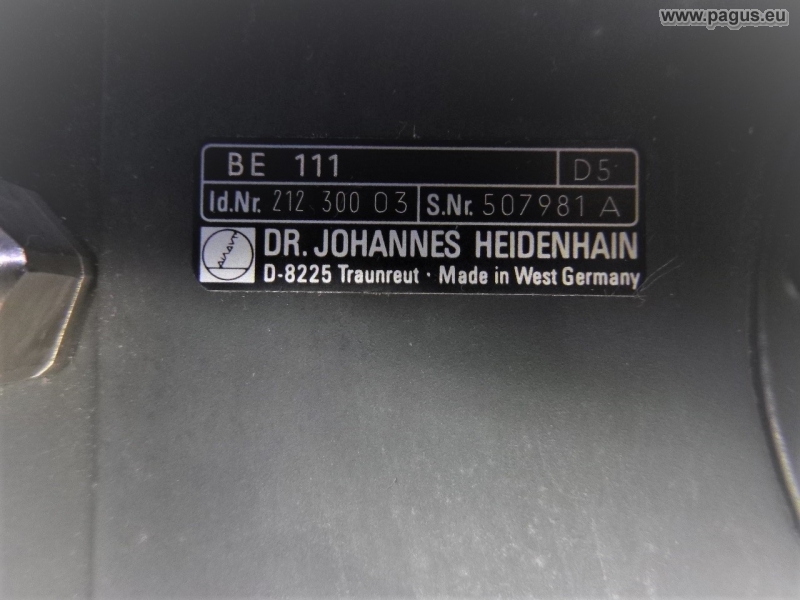 www.pagus.eu
BE 111 D5
Id.Nr. 212 300 03 S.Nr. 507981 A
DR. JOHANNES HEIDENHAIN
D-8225 Traunreut · Made in West Germany